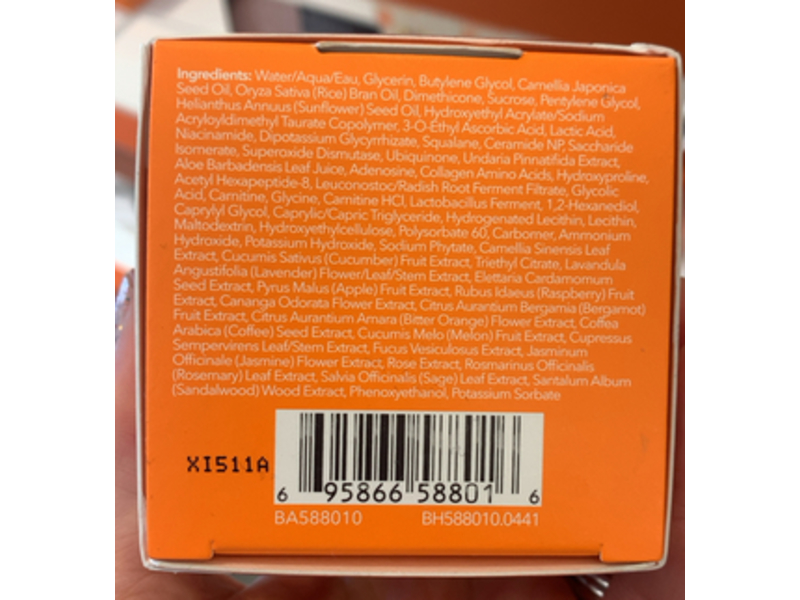 Ingredients: Water/Aqua/Eau, Glycerin, Butylene Glycol, Camellia Japonica
Seed Oil, Oryza Sativa (Rice) Bran Oil, Dimethicone, Sucrose, Pentylene Glycol,
Helianthus Annuus (Sunflower) Seed Oil, Hydroxyethyl Acrylate/Sodium
Acryloyldimethyl Taurate Copolymer, 3-O-Ethyl Ascorbic Acid, Lactic Acid,
Niacinamide, Dipotassium Glycyrrhizate, Squalane, Ceramide NP, Saccharide
Isomerate, Superoxide Dismutase, Ubiquinone, Undaria Pinnatifida Extract,
Aloe Barbadensis Leaf Juice, Adenosine, Collagen Amino Acids, Hydroxyproline,
Acetyl Hexapeptide-8, Leuconostoc/Radish Root Ferment Filtrate, Glycolic
Acid, Carnitine, Glycine, Carnitine HCl, Lactobacillus Ferment, 1,2-Hexanediol,
Caprylyl Glycol, Caprylic/Capric Triglyceride, Hydrogenated Lecithin, Lecithin,
Maltodextrin, Hydroxyethylcellulose, Polysorbate 60, Carbomer, Ammonium
Hydroxide, Potassium Hydroxide, Sodium Phytate, Camellia Sinensis Leaf
Extract, Cucumis Sativus (Cucumber) Fruit Extract, Triethyl Citrate, Lavandula
Angustifolia (Lavender) Flower/Leaf/Stem Extract, Elettaria Cardamomum
Seed Extract, Pyrus Malus (Apple) Fruit Extract, Rubus Idaeus (Raspberry) Fruit
Extract, Cananga Odorata Flower Extract, Citrus Aurantium Bergamia (Bergamot)
Fruit Extract, Citrus Aurantium Amara (Bitter Orange) Flower Extract, Coffea
Arabica (Coffee) Seed Extract, Cucumis Melo (Melon) Fruit Extract, Cupressus
Sempervirens Leaf/Stem Extract, Fucus Vesiculosus Extract, Jasminum
Officinale (Jasmine) Flower Extract, Rose Extract, Rosmarinus Officinalis
(Rosemary) Leaf Extract, Salvia Officinalis (Sage) Leaf Extract, Santalum Album
(Sandalwood) Wood Extract, Phenoxyethanol, Potassium Sorbate
XI511A
6 95866 58801 6
BA588010 BH588010.0441